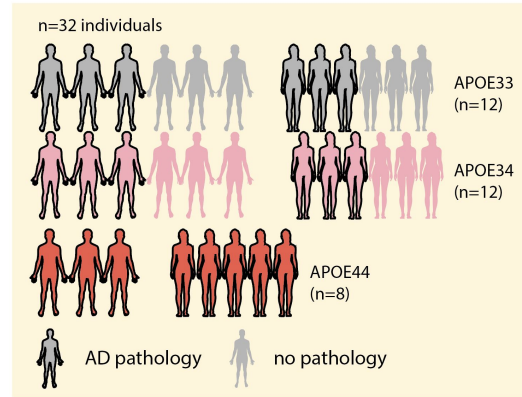 n=32 individuals
APOE33
(n=12)
APOE34
(n=12)
APOE44
(n=8)
AD pathology
no pathology